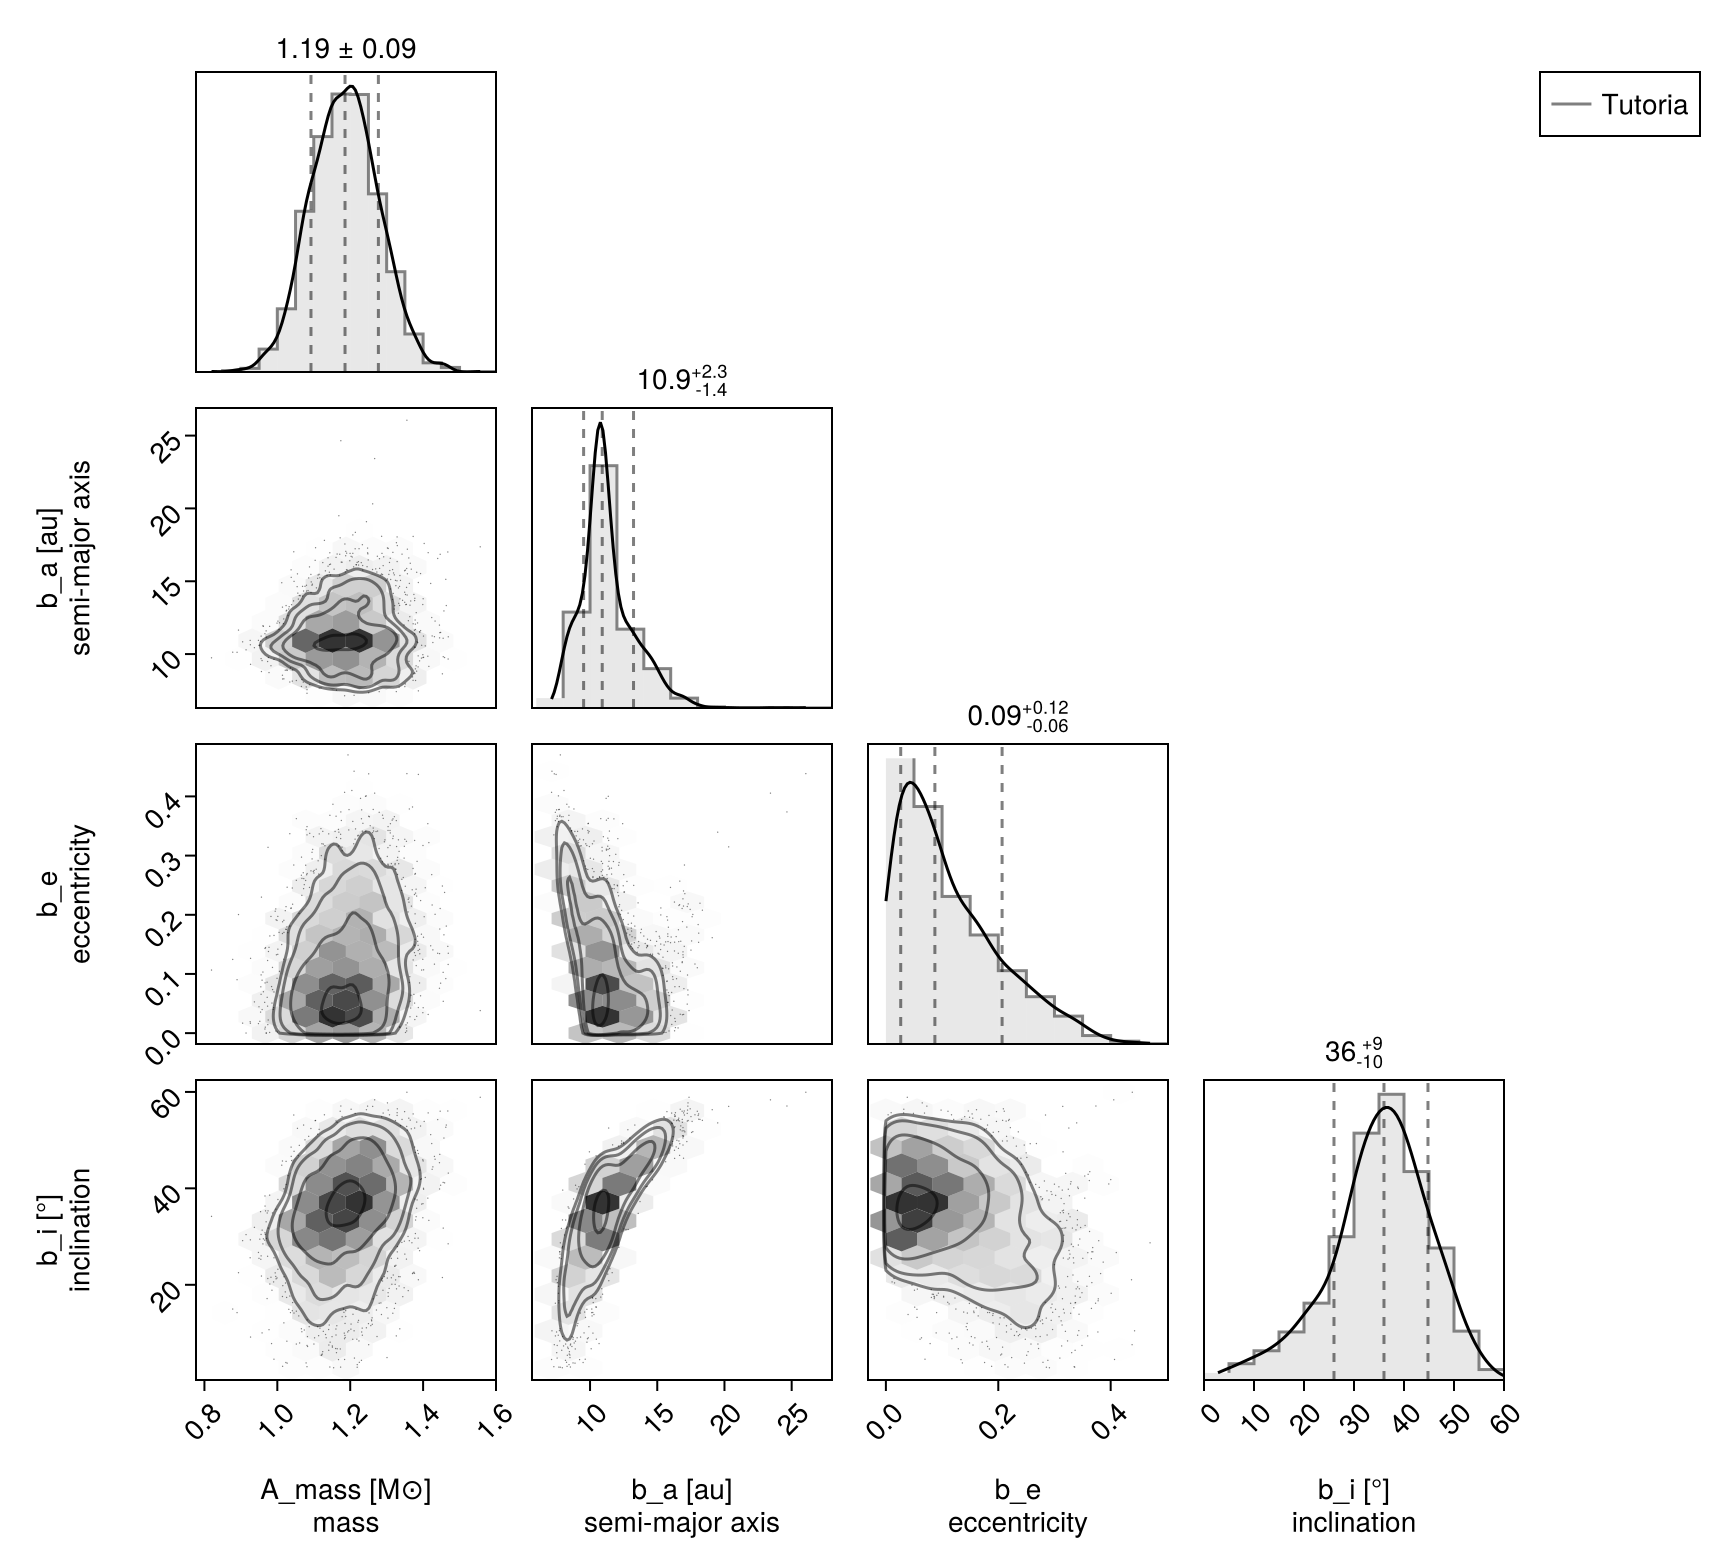 1.19 ± 0.09
Tutoria
10.9 +2.3 -1.4
25
20
15
10
b_a [au]
semi-major axis
0.09 +0.12 -0.06
0.4
0.3
0.2
0.1
0.0
b_e
eccentricity
36 +9 -10
60
40
20
b_i [°]
inclination
0.8 1.0 1.2 1.4 1.6 10 15 20 25 0.0 0.2 0.4 0 10 20 30 40 50 60
A_mass [M⊙] b_a [au] b_e b_i [°]
mass semi-major axis eccentricity inclination